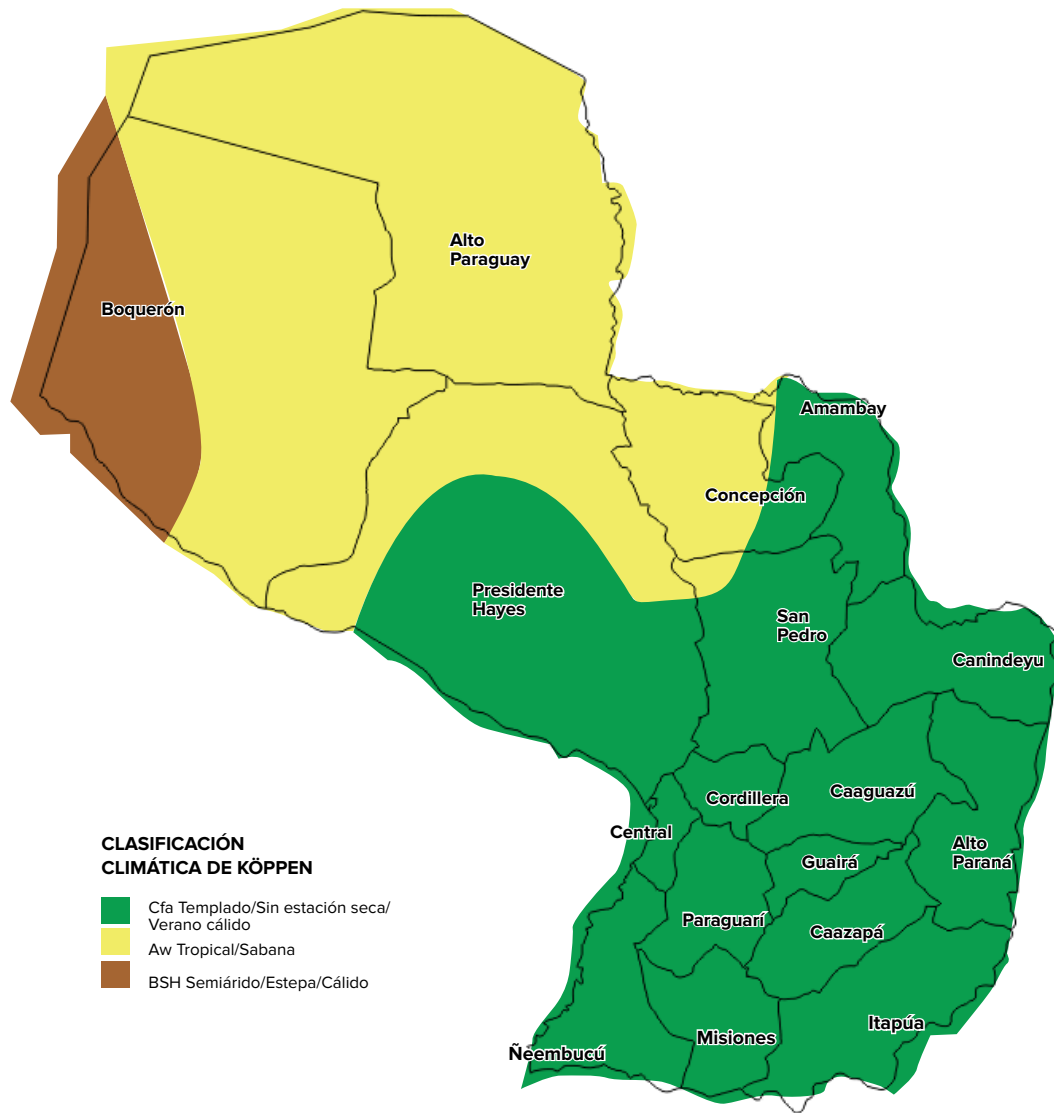 Alto
Paraguay
Boquerón
Amambay
Concepción
Presidente
Hayes
San
Pedro
Canindeyu
Cordillera
Caaguazú
Central
Guairá
Alto
Paraná
Paraguarí
Caazapá
Itapúa
Misiones
Ñeembucú
CLASIFICACIÓN
CLIMÁTICA DE KÖPPEN
Cfa Templado/Sin estación seca/
Verano cálido
Aw Tropical/Sabana
BSH Semiárido/Estepa/Cálido